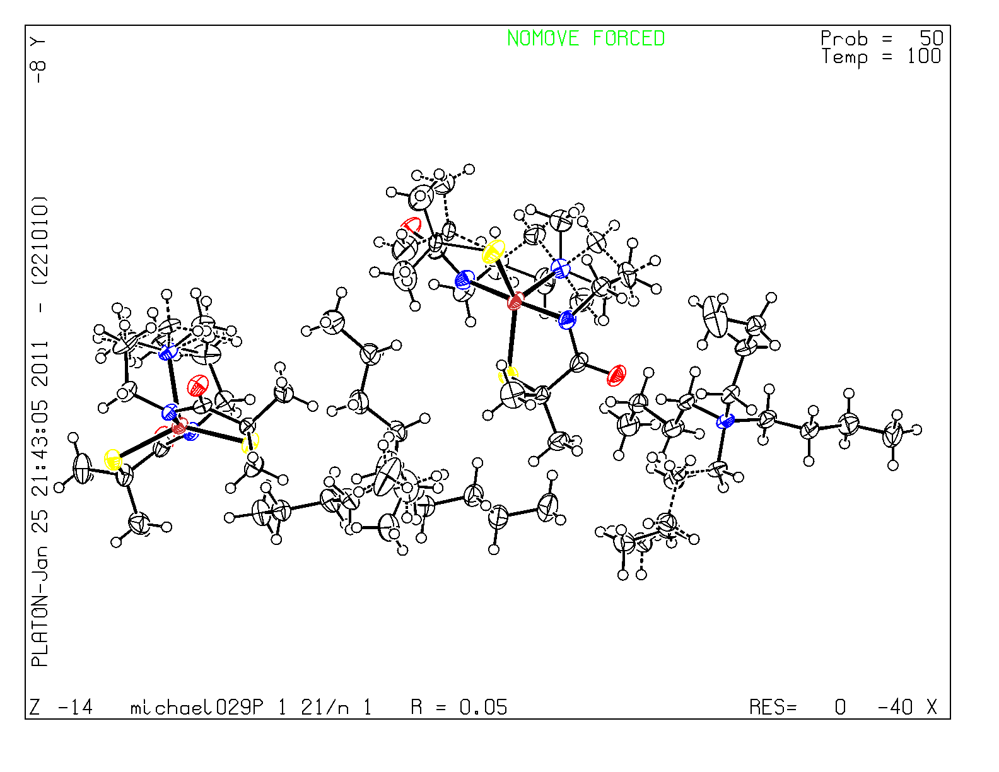 NOMOVE FORCED
Prob = 50
Temp = 100
PLATON-Jan 25 21:43:05 2011 - (221010) -8 Y
Z -14 michael029P 1 21/n 1 R = 0.05 RES= 0 -40 X